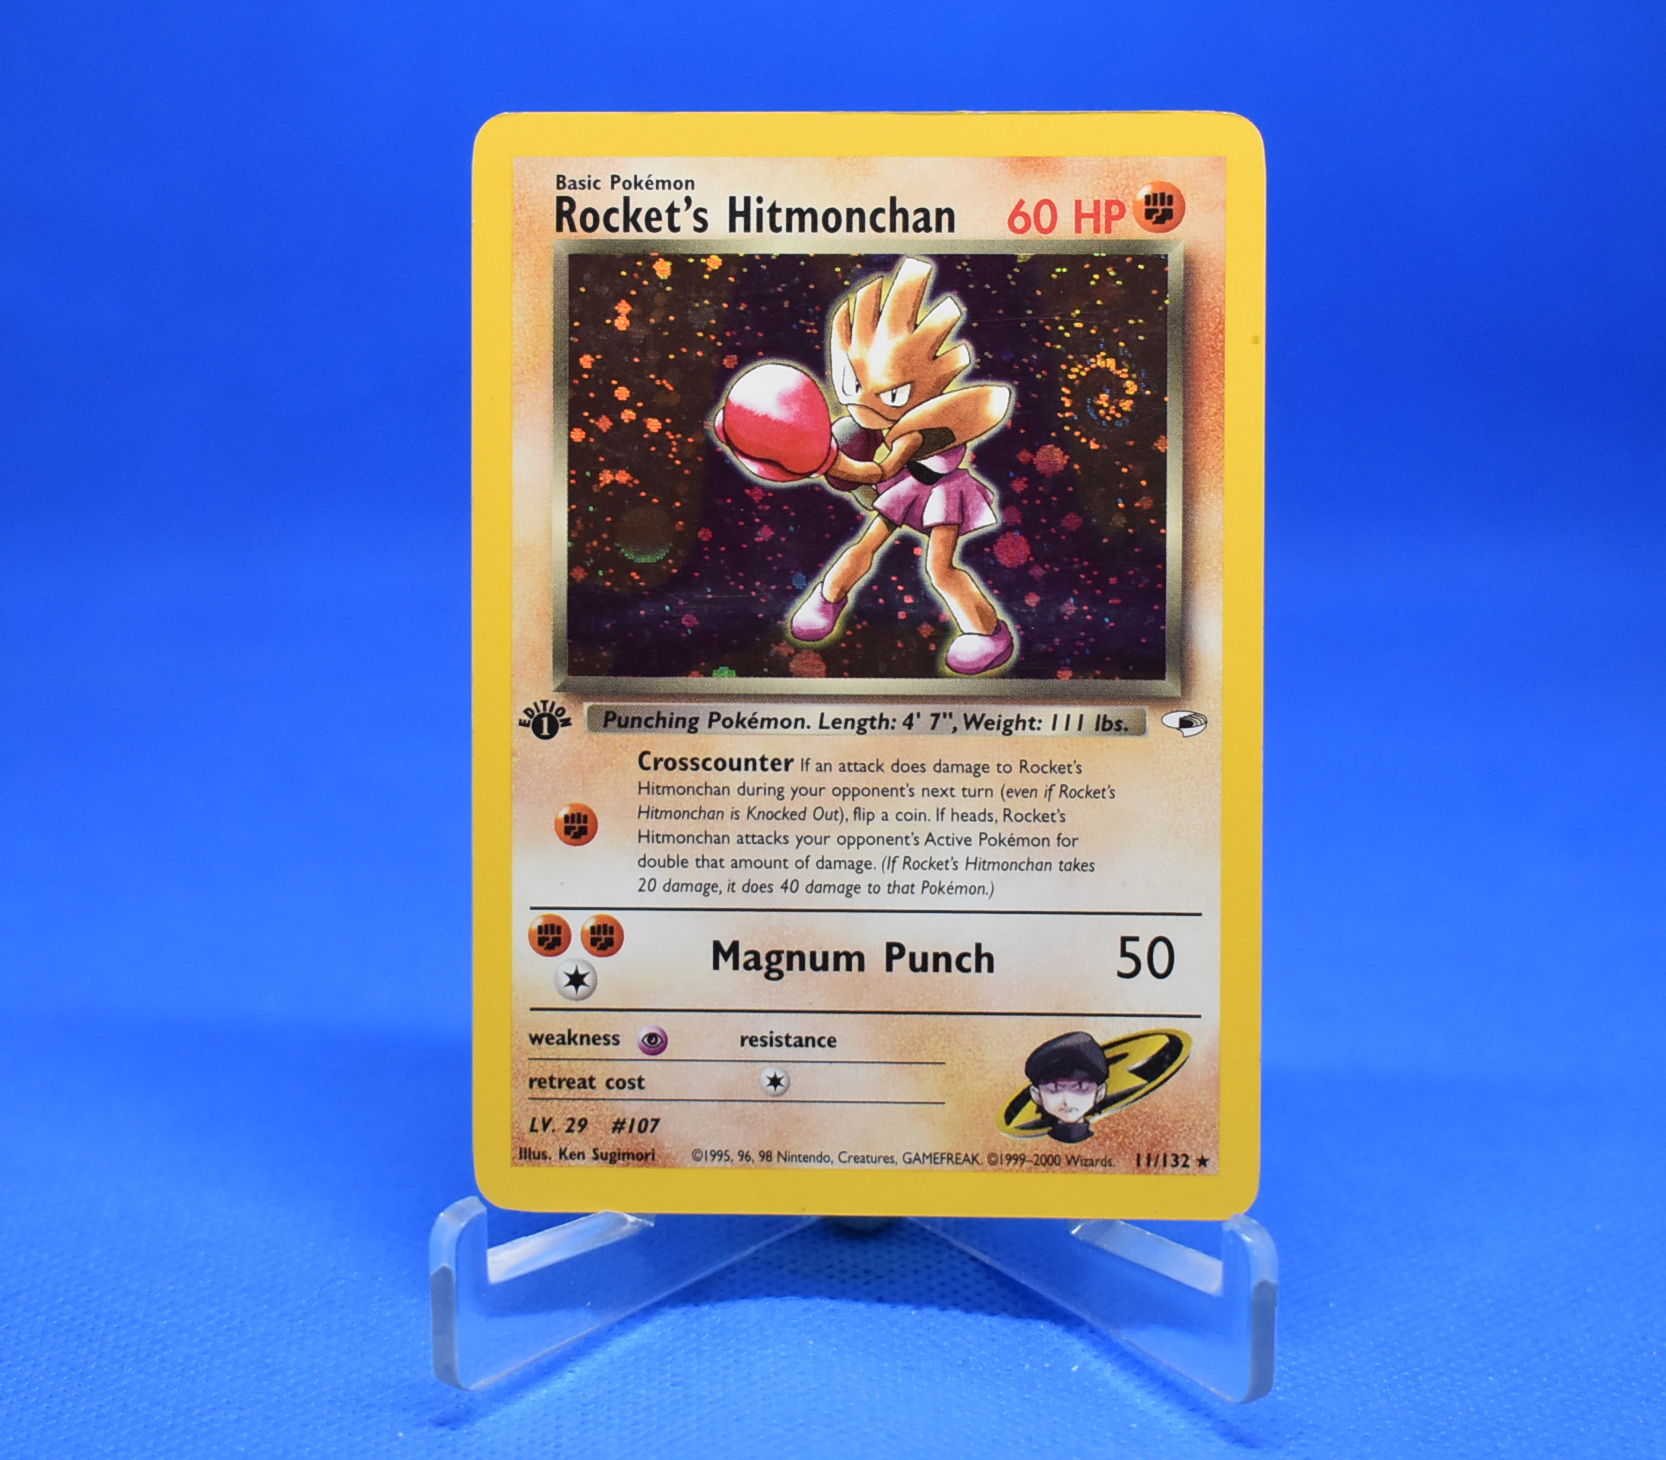 Basic Pokémon
Rocket's Hitmonchan 60 HP
EDITION
1
Punching Pokémon. Length: 4' 7", Weight: 111 lbs.
Crosscounter If an attack does damage to Rocket's
Hitmonchan during your opponent's next turn (even if Rocket's
Hitmonchan is Knocked Out), flip a coin. If heads, Rocket's
Hitmonchan attacks your opponent's Active Pokémon for
double that amount of damage. (If Rocket's Hitmonchan takes
20 damage, it does 40 damage to that Pokémon.)
Magnum Punch 50
weakness resistance
retreat cost
LV. 29 #107
Illus. Ken Sugimori ©1995, 96, 98 Nintendo, Creatures, GAMEFREAK. ©1999–2000 Wizards. 11/132 ★